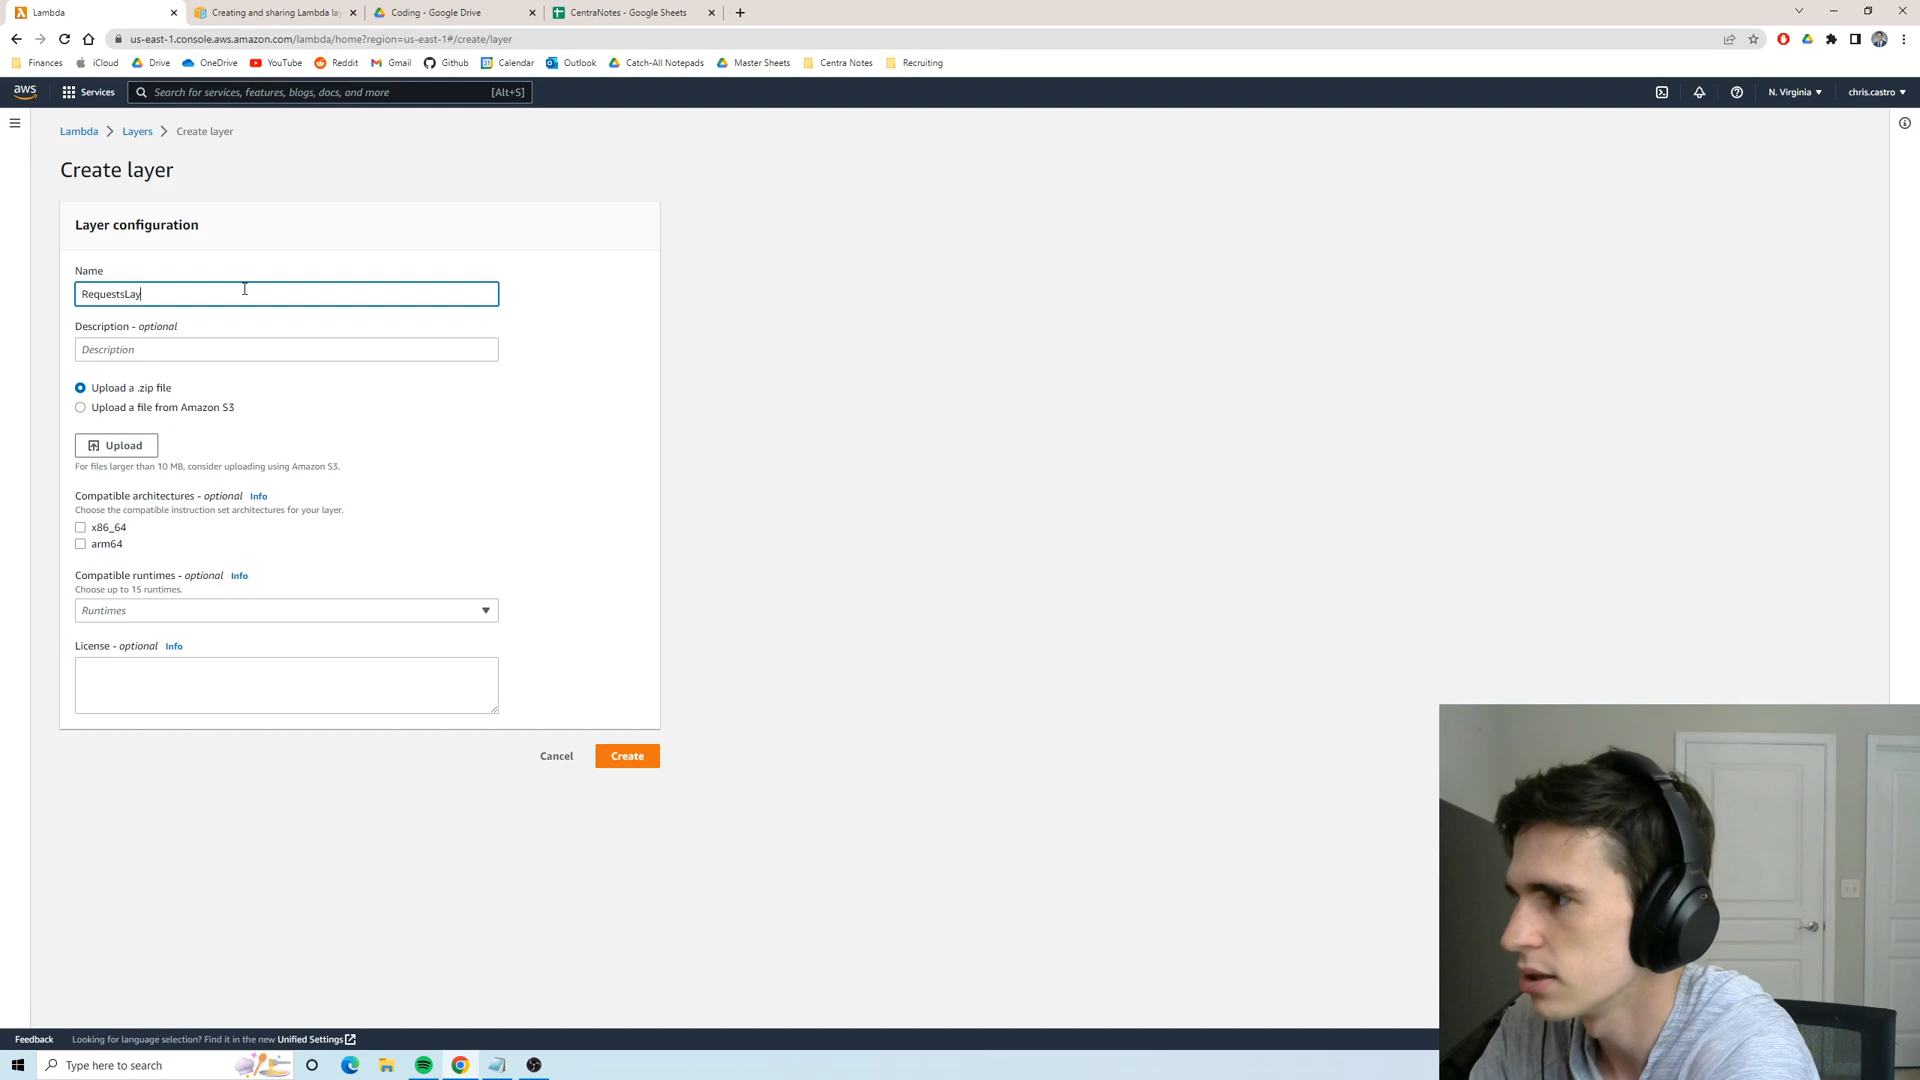 Lambda
Creating and sharing Lambda lay
Coding - Google Drive
CentraNotes - Google Sheets
us-east-1.console.aws.amazon.com/lambda/home?region=us-east-1#/create/layer
Finances
iCloud
Drive
OneDrive
YouTube
Reddit
Gmail
Github
Calendar
Outlook
Catch-All Notepads
Master Sheets
Centra Notes
Recruiting
aws
Services
Search for services, features, blogs, docs, and more
[Alt+S]
N. Virginia
chris.castro
Lambda
Layers
Create layer
Create layer
Layer configuration
Name
RequestsLay
Description - optional
Description
Upload a .zip file
Upload a file from Amazon S3
Upload
For files larger than 10 MB, consider uploading using Amazon S3.
Compatible architectures - optional Info
Choose the compatible instruction set architectures for your layer.
x86_64
arm64
Compatible runtimes - optional Info
Choose up to 15 runtimes.
Runtimes
License - optional Info
Cancel
Create
Feedback
Looking for language selection? Find it in the new Unified Settings
Type here to search